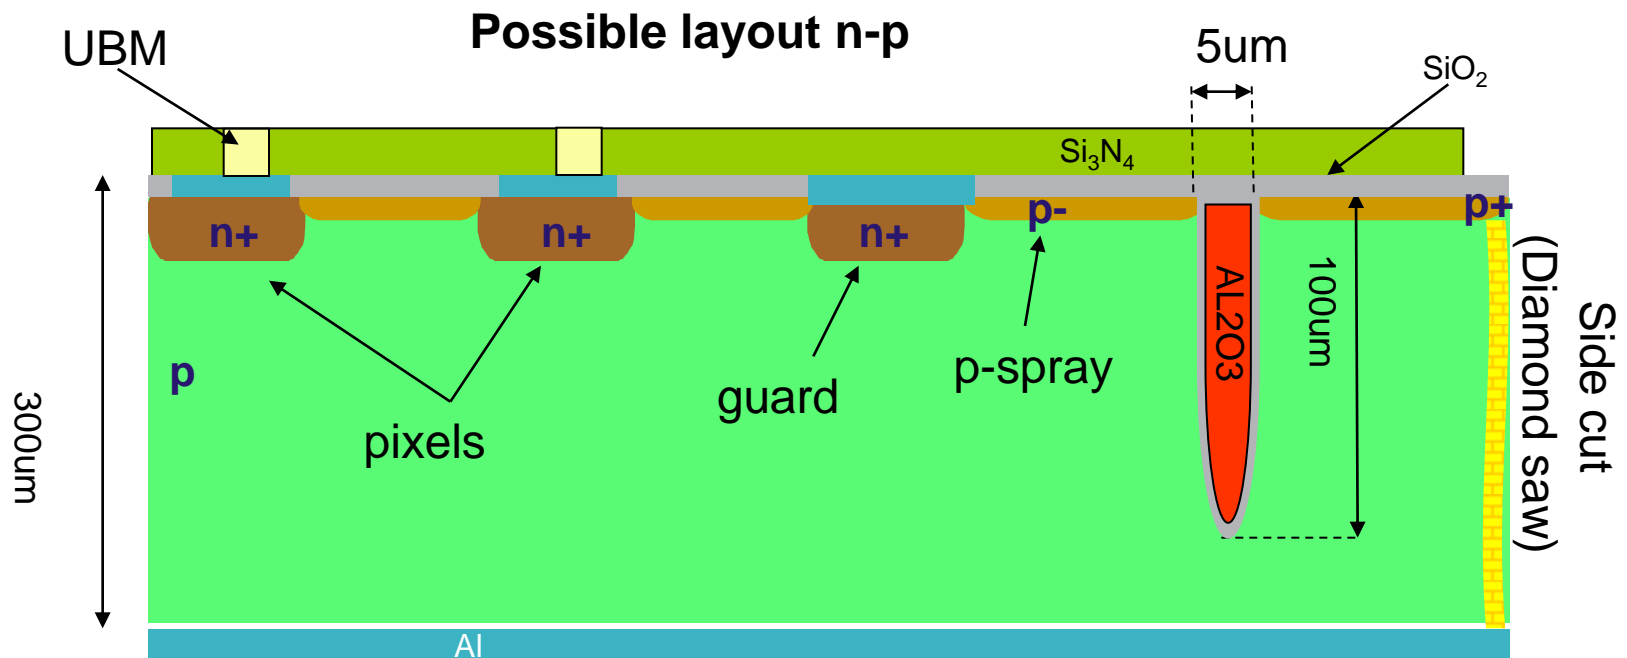 Possible layout n-p
UBM
5um
SiO₂
Si₃N₄
p-
p+
n+
n+
n+
AL2O3
100um
Side cut
(Diamond saw)
p
p-spray
guard
pixels
300um
Al